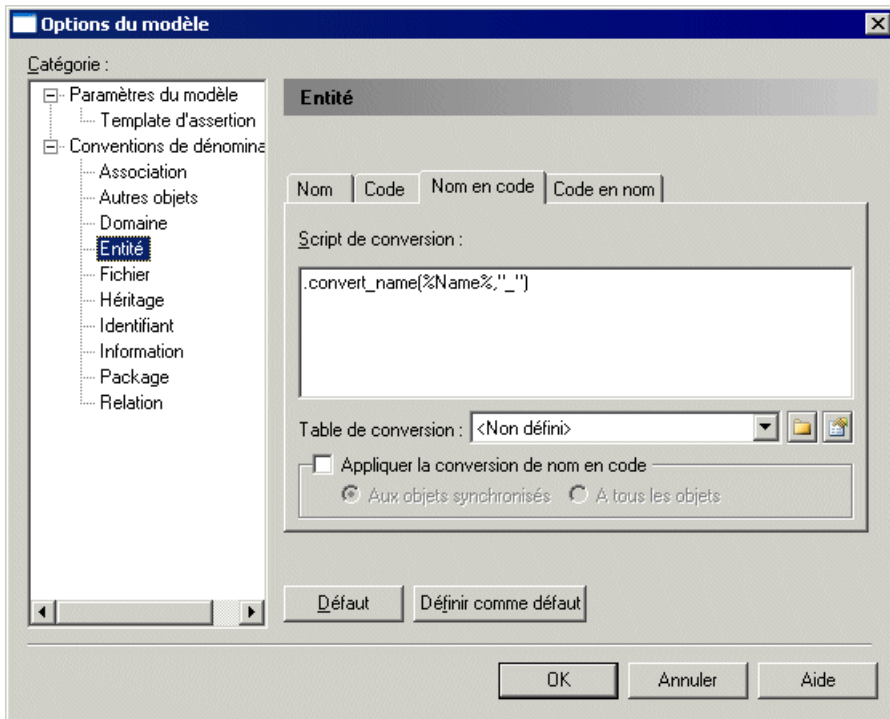 Options du modèle
Catégorie :
Paramètres du modèle
Template d'assertion
Conventions de dénomina
Association
Autres objets
Domaine
Entité
Fichier
Héritage
Identifiant
Information
Package
Relation
Entité
Nom Code Nom en code Code en nom
Script de conversion :
.convert_name(%Name%,"_")
Table de conversion : <Non défini>
Appliquer la conversion de nom en code
Aux objets synchronisés A tous les objets
Défaut Définir comme défaut
OK Annuler Aide